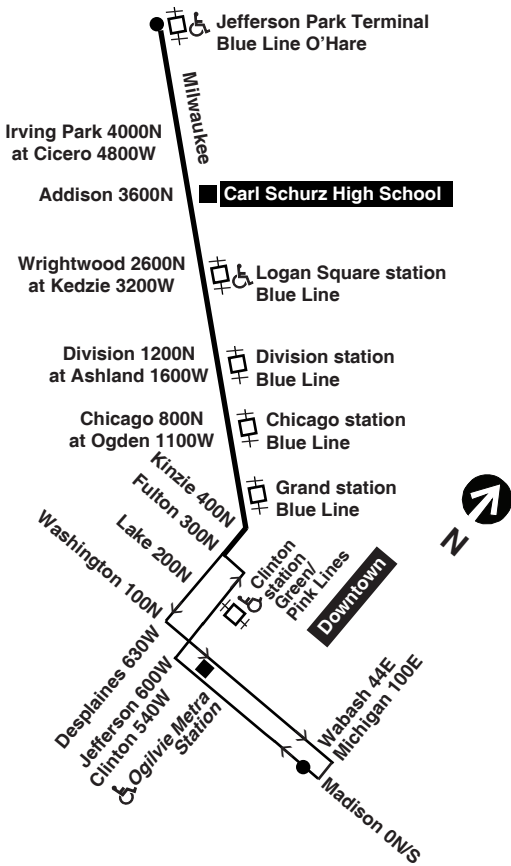 Jefferson Park Terminal
Blue Line O’Hare
Milwaukee
Irving Park 4000N
at Cicero 4800W
Addison 3600N
Carl Schurz High School
Wrightwood 2600N
at Kedzie 3200W
Logan Square station
Blue Line
Division 1200N
at Ashland 1600W
Division station
Blue Line
Chicago 800N
at Ogden 1100W
Chicago station
Blue Line
Kinzie 400N
Grand station
Blue Line
Fulton 300N
Lake 200N
Washington 100N
Clinton
station
Green/
Pink Lines
Downtown
N
Desplaines 630W
Jefferson 600W
Clinton 540W
Ogilvie Metra
Station
Wabash 44E
Michigan 100E
Madison 0N/S